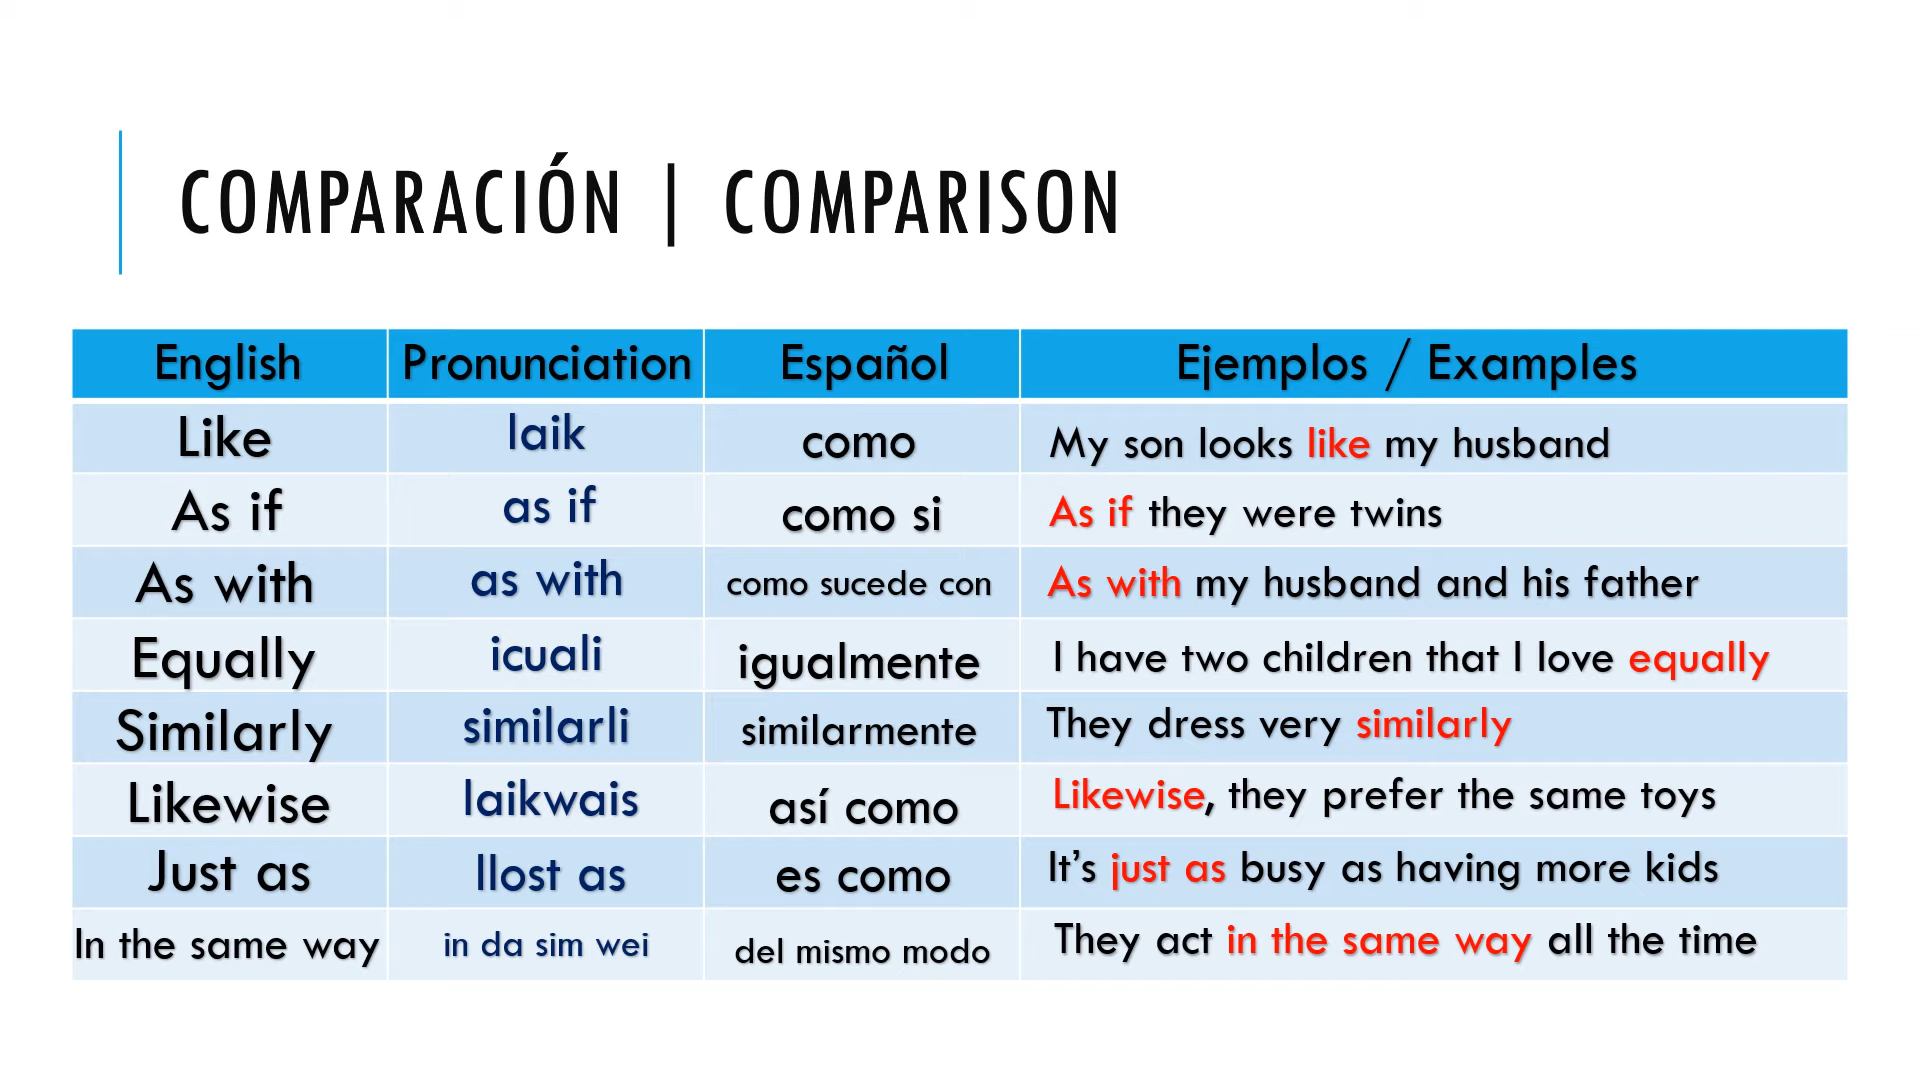 COMPARACIÓN | COMPARISON
English Pronunciation Español Ejemplos / Examples
Like laik como My son looks like my husband
As if as if como si As if they were twins
As with as with como sucede con As with my husband and his father
Equally icuali igualmente I have two children that I love equally
Similarly similarli similarmente They dress very similarly
Likewise laikwais así como Likewise, they prefer the same toys
Just as llost as es como It’s just as busy as having more kids
In the same way in da sim wei del mismo modo They act in the same way all the time